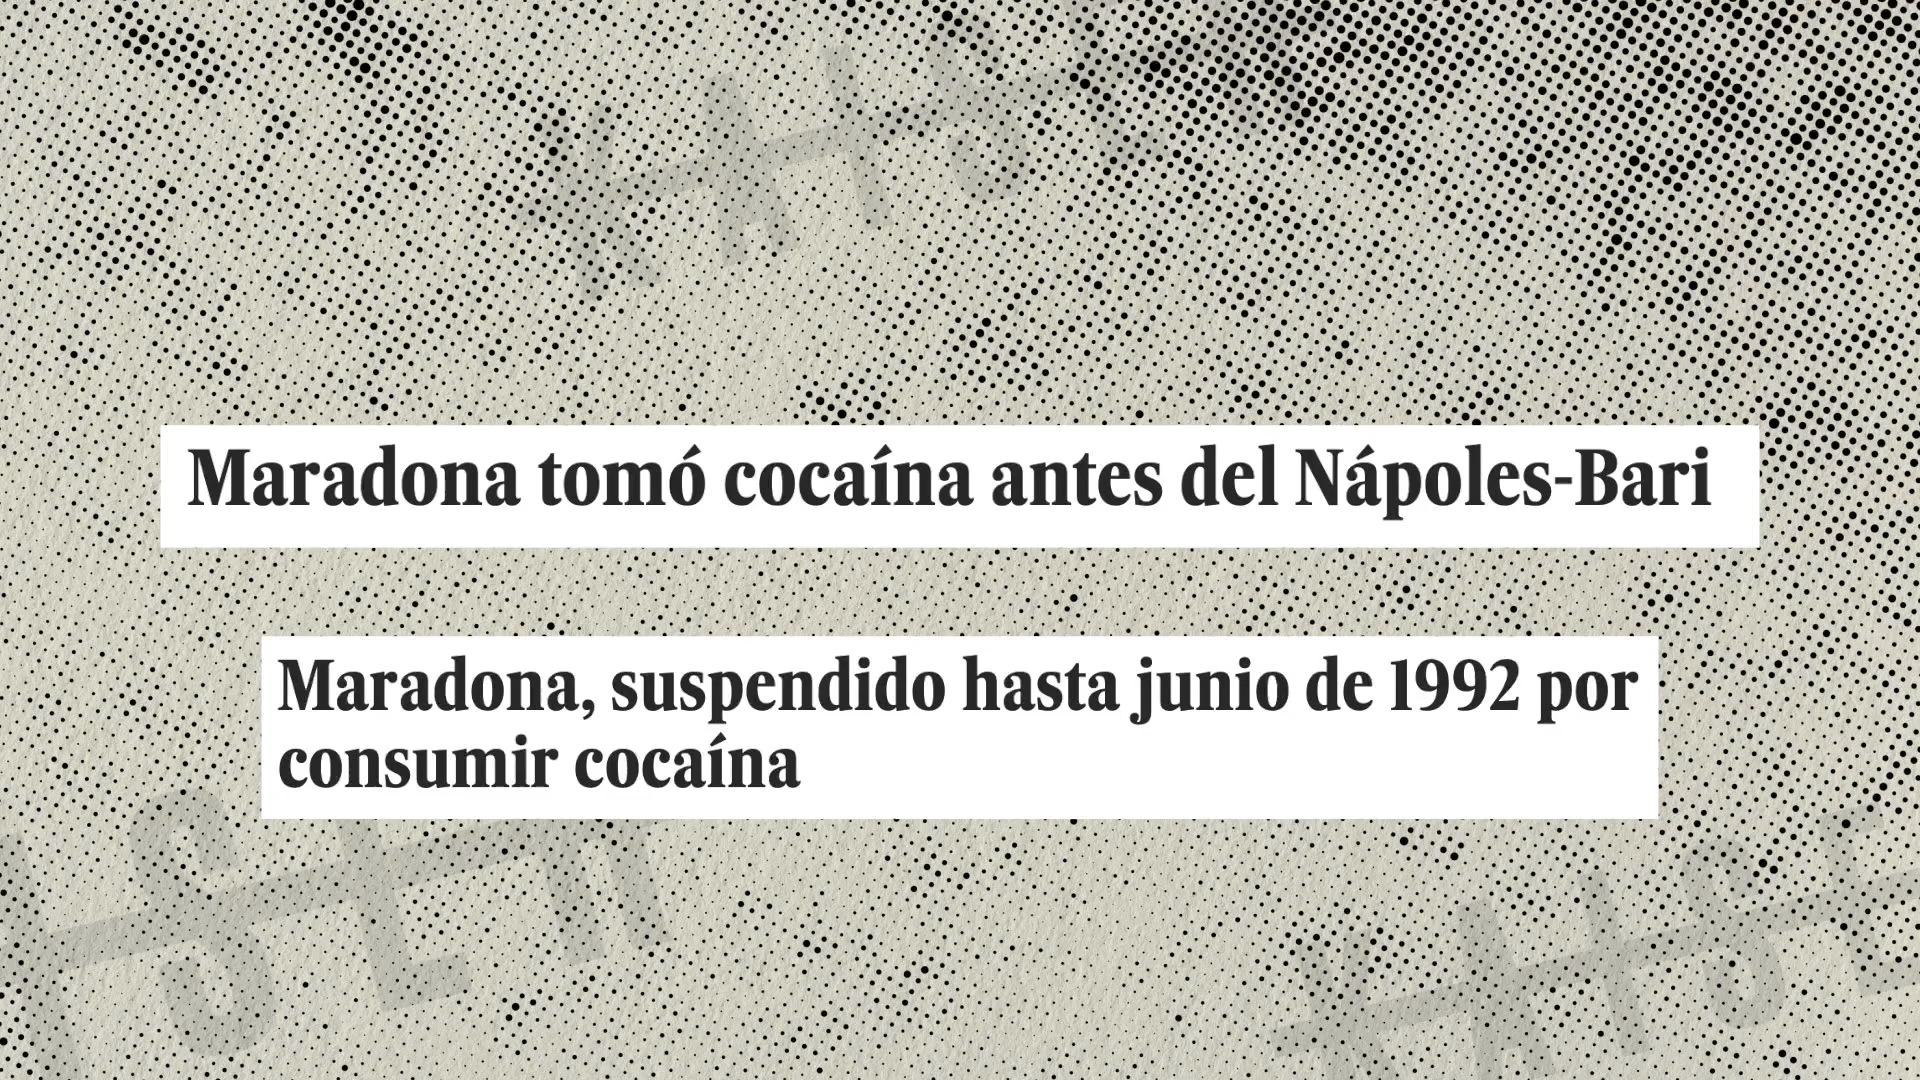 Maradona tomó cocaína antes del Nápoles-Bari
Maradona, suspendido hasta junio de 1992 por
consumir cocaína